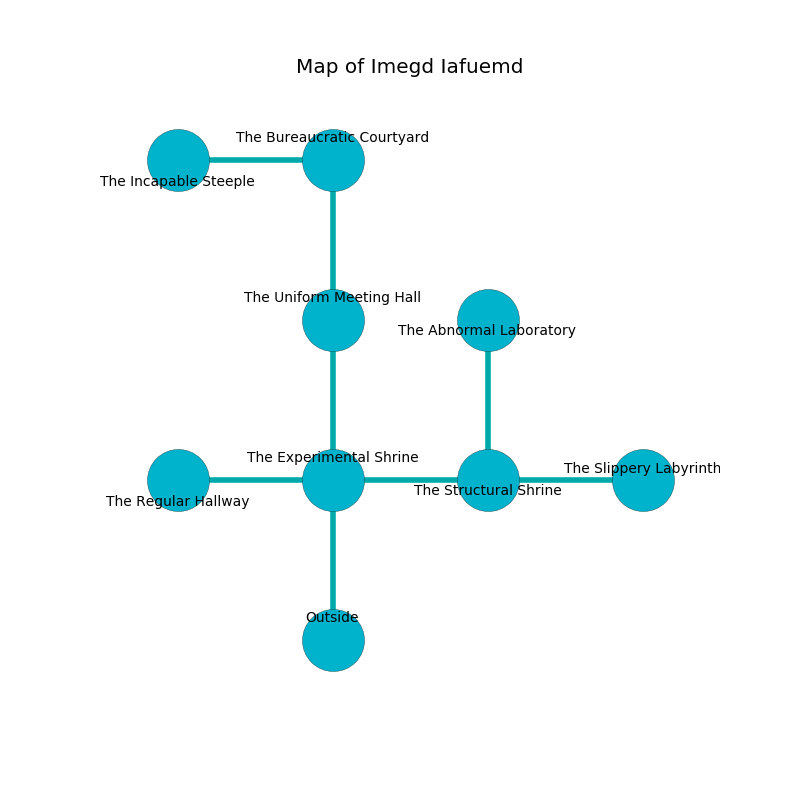 Map of Imegd Iafuemd
The Bureaucratic Courtyard
The Incapable Steeple
The Uniform Meeting Hall
The Abnormal Laboratory
The Experimental Shrine
The Slippery Labyrinth
The Structural Shrine
The Regular Hallway
Outside